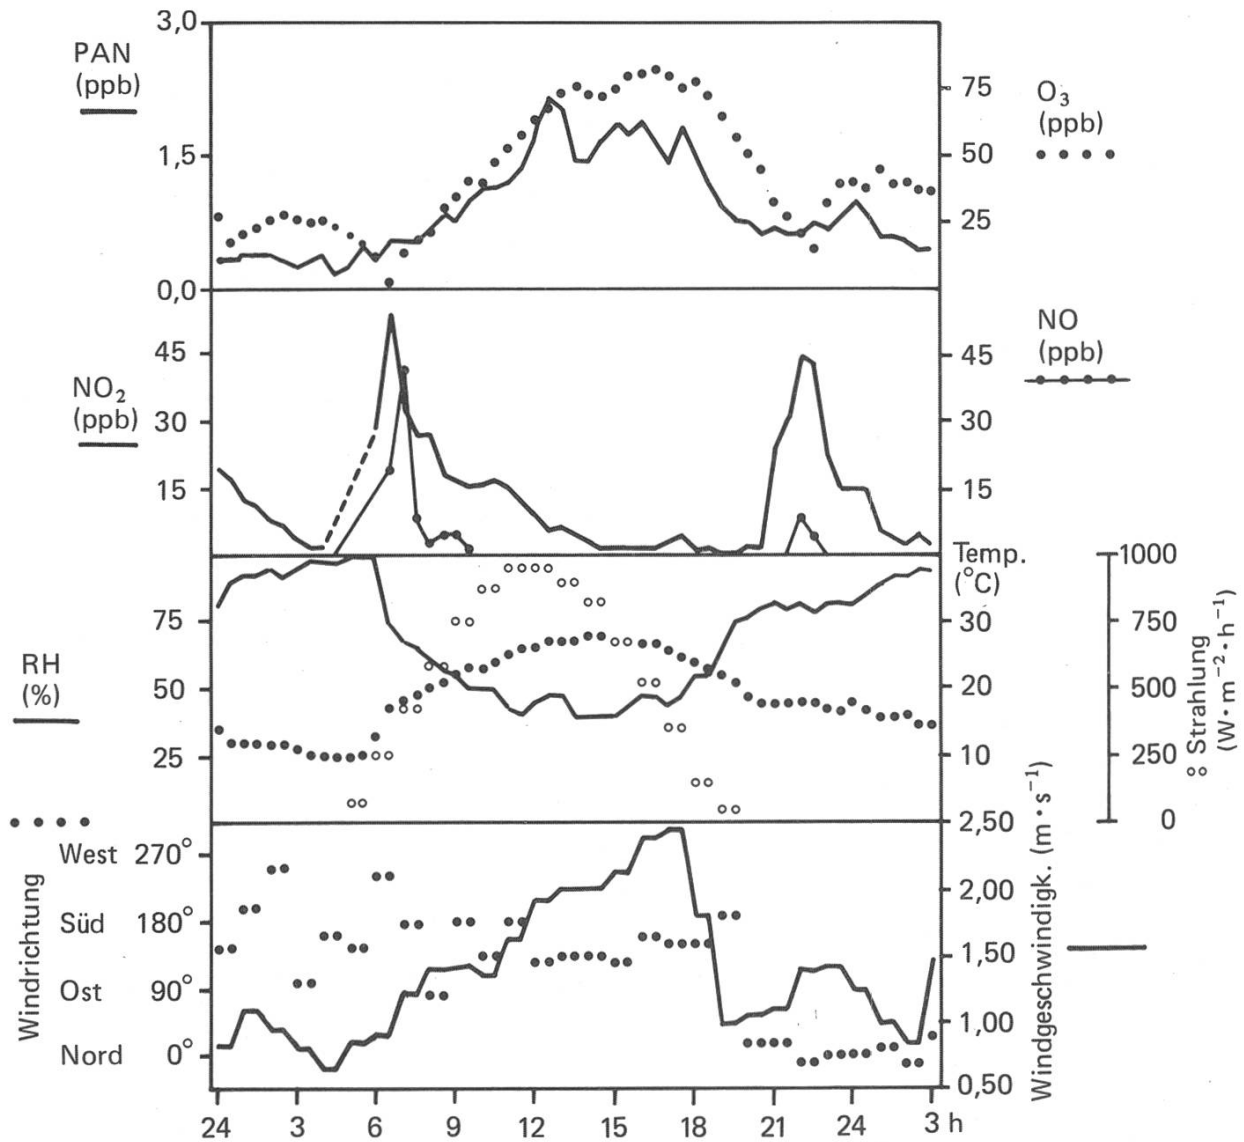 3,0
PAN
(ppb)
75
O₃
(ppb)
1,5
50
25
0,0
NO
(ppb)
45
45
NO₂
(ppb)
30
30
15
15
Temp.
(°C)
1000
75
30
750
RH
(%)
50
20
500
25
10
250
0
Strahlung
(W·m⁻²·h⁻¹)
2,50
West 270°
2,00
Süd 180°
1,50
Ost 90°
1,00
Nord 0°
0,50
Windrichtung
Windgeschwindigk. (m·s⁻¹)
24 3 6 9 12 15 18 21 24 3 h